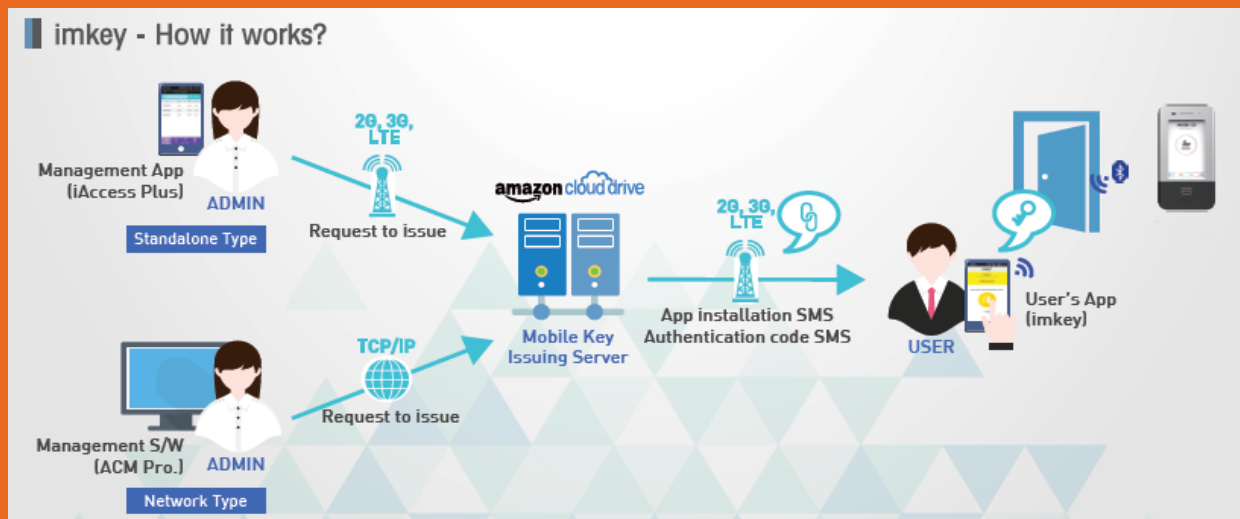 imkey - How it works?
Management App
(iAccess Plus)
ADMIN
Standalone Type
2G, 3G,
LTE
Request to issue
Management S/W
(ACM Pro.)
ADMIN
Network Type
TCP/IP
Request to issue
amazon cloud drive
Mobile Key
Issuing Server
2G, 3G,
LTE
App installation SMS
Authentication code SMS
USER
User's App
(imkey)